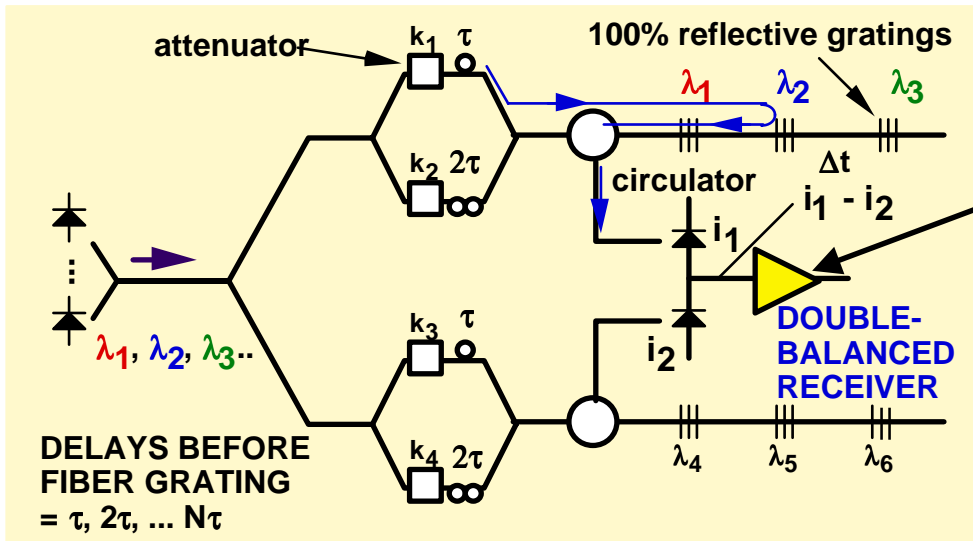 attenuator
k1 τ
100% reflective gratings
λ1 λ2 λ3
k2 2τ
Δt
circulator
i1 - i2
i1
...
λ1, λ2, λ3..
k3 τ
i2
DOUBLE-
BALANCED
RECEIVER
k4 2τ
λ4 λ5 λ6
DELAYS BEFORE
FIBER GRATING
= τ, 2τ, ... Nτ